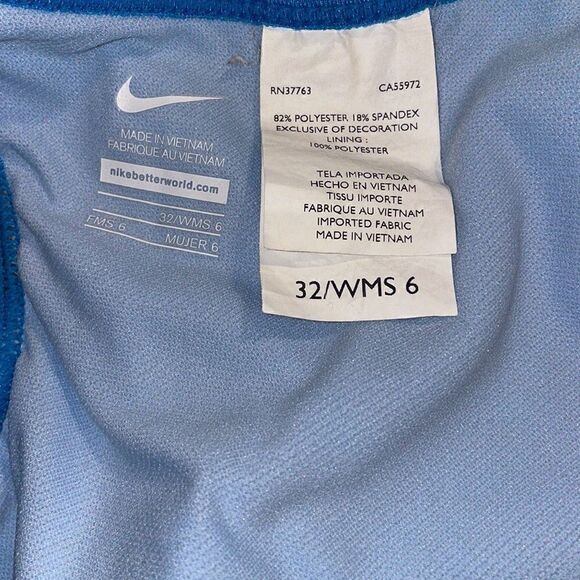 MADE IN VIETNAM
FABRIQUE AU VIETNAM
nikebetterworld.com
32/WMS 6
FMS 6
MUJER 6
RN37763 CA55972
82% POLYESTER 18% SPANDEX
EXCLUSIVE OF DECORATION
LINING :
100% POLYESTER
TELA IMPORTADA
HECHO EN VIETNAM
TISSU IMPORTE
FABRIQUE AU VIETNAM
IMPORTED FABRIC
MADE IN VIETNAM
32/WMS 6